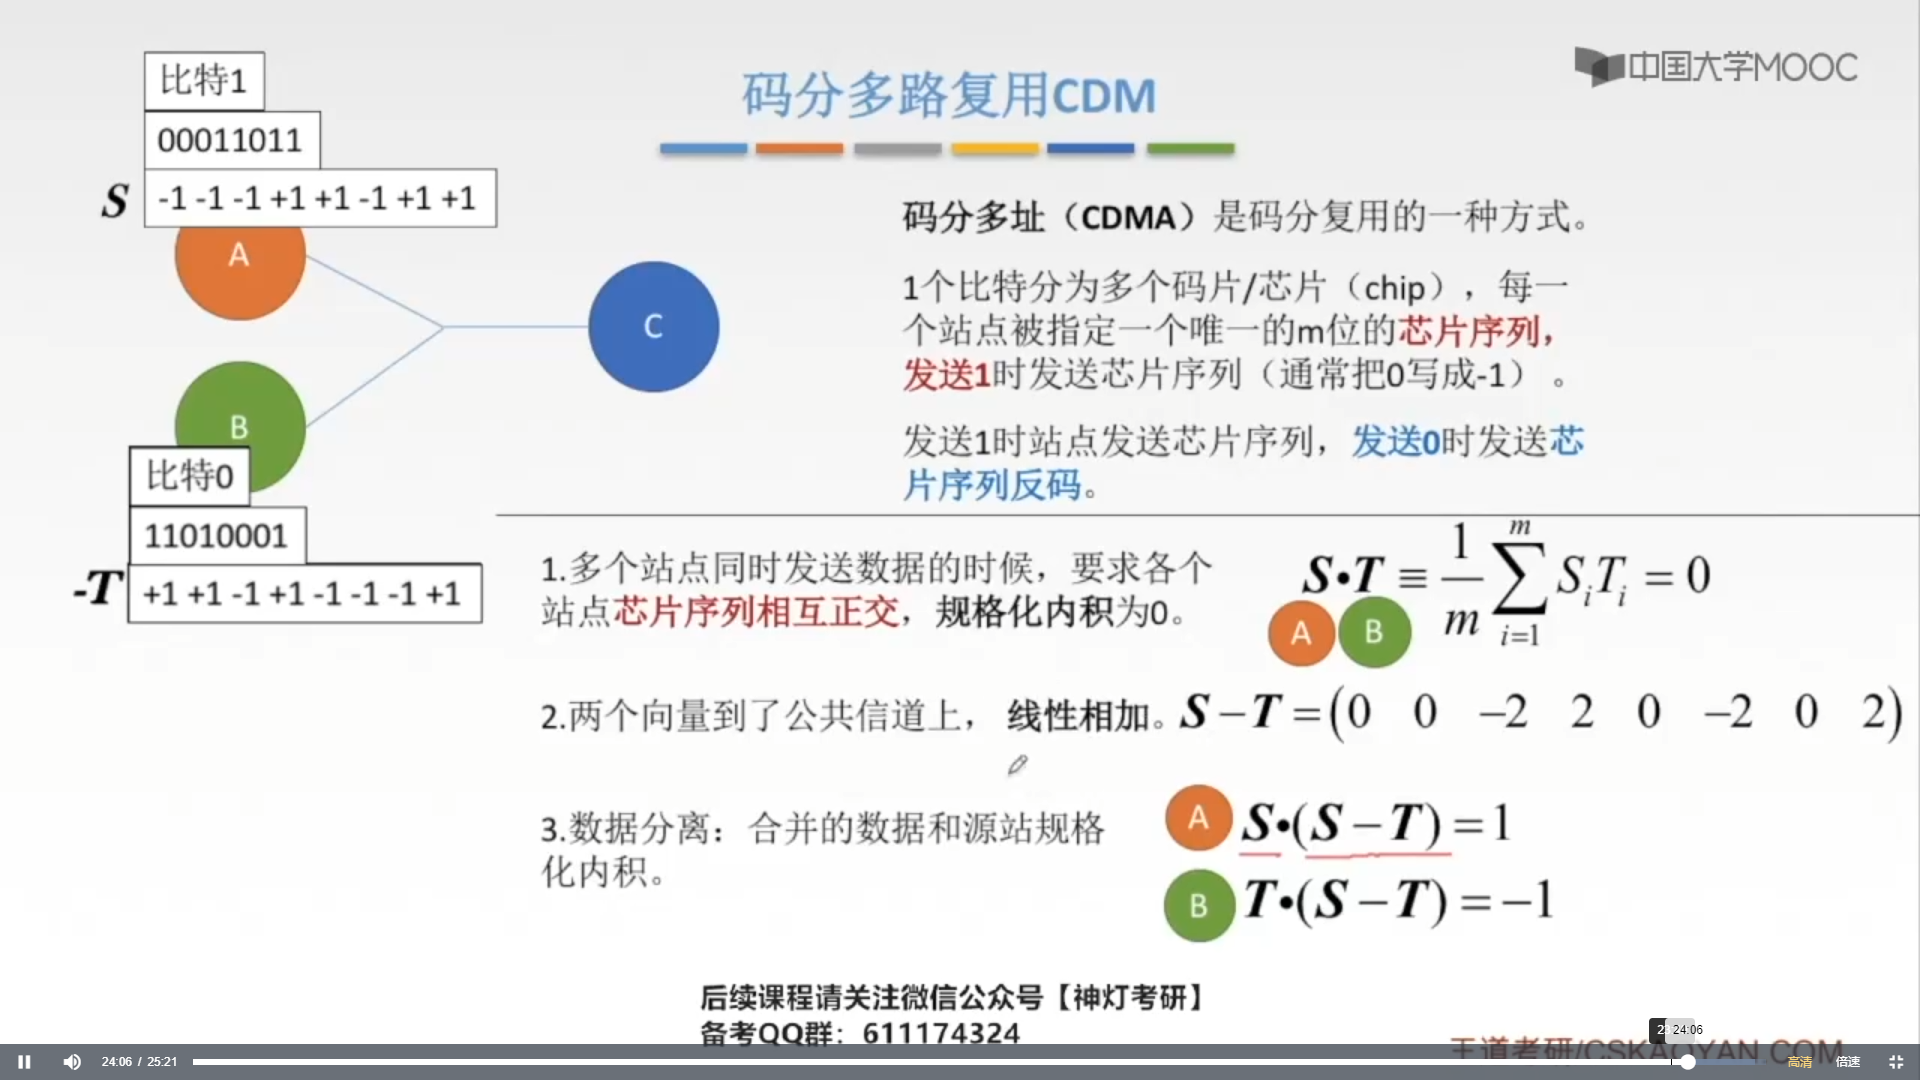 比特1
00011011
S
-1 -1 -1 +1 +1 -1 +1 +1
A
B
C
比特0
11010001
-T
+1 +1 -1 +1 -1 -1 -1 +1
码分多路复用CDM
中国大学MOOC
码分多址（CDMA）是码分复用的一种方式。
1个比特分为多个码片/芯片（chip），每一
个站点被指定一个唯一的m位的芯片序列，
发送1时发送芯片序列（通常把0写成-1）。
发送1时站点发送芯片序列，发送0时发送芯
片序列反码。
1.多个站点同时发送数据的时候，要求各个
站点芯片序列相互正交，规格化内积为0。
S•T ≡ 1/m ∑_{i=1}^{m} S_i T_i = 0
A B
2.两个向量到了公共信道上， 线性相加。
S－T＝(0 0 −2 2 0 −2 0 2)
3.数据分离：合并的数据和源站规格
化内积。
A S•(S－T)＝1
B T•(S－T)＝−1
后续课程请关注微信公众号【神灯考研】
备考QQ群：611174324
王道考研/CSKAOYAN.COM
24:06
24:06 / 25:21
高清
倍速